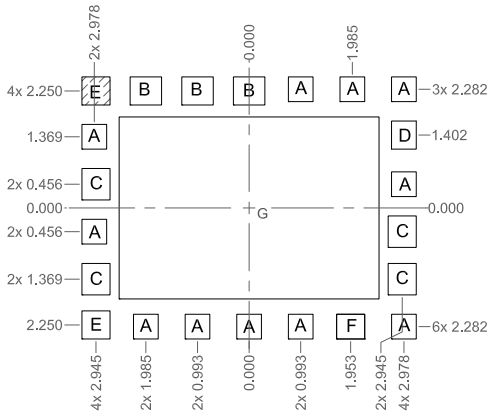 2x 2.978
0.000
1.985
4x 2.250
E B B B A A A
3x 2.282
1.369
A
D
1.402
2x 0.456
C
A
0.000
G
0.000
2x 0.456
A
C
2x 1.369
C
C
2.250
E A A A A F A
6x 2.282
4x 2.945
2x 1.985
2x 0.993
0.000
2x 0.993
1.953
2x 2.945
4x 2.978